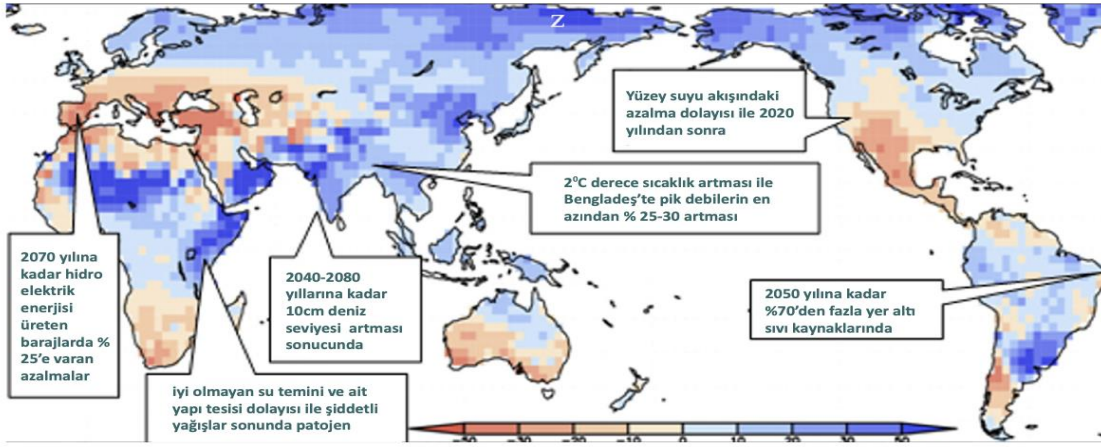 Z
Yüzey suyu akışındaki
azalma dolayısı ile 2020
yılından sonra
2°C derece sıcaklık artması ile
Bengladeş’te pik debilerin en
azından % 25-30 artması
2070 yılına
kadar hidro
elektrik
enerjisi
üreten
barajlarda %
25’e varan
azalmalar
2040-2080
yıllarına kadar
10cm deniz
seviyesi artması
sonucunda
2050 yılına kadar
%70’den fazla yer altı
sıvı kaynaklarında
iyi olmayan su temini ve ait
yapı tesisi dolayısı ile şiddetli
yağışlar sonunda patojen
-50 -30 -20 -10 0 10 20 30 50